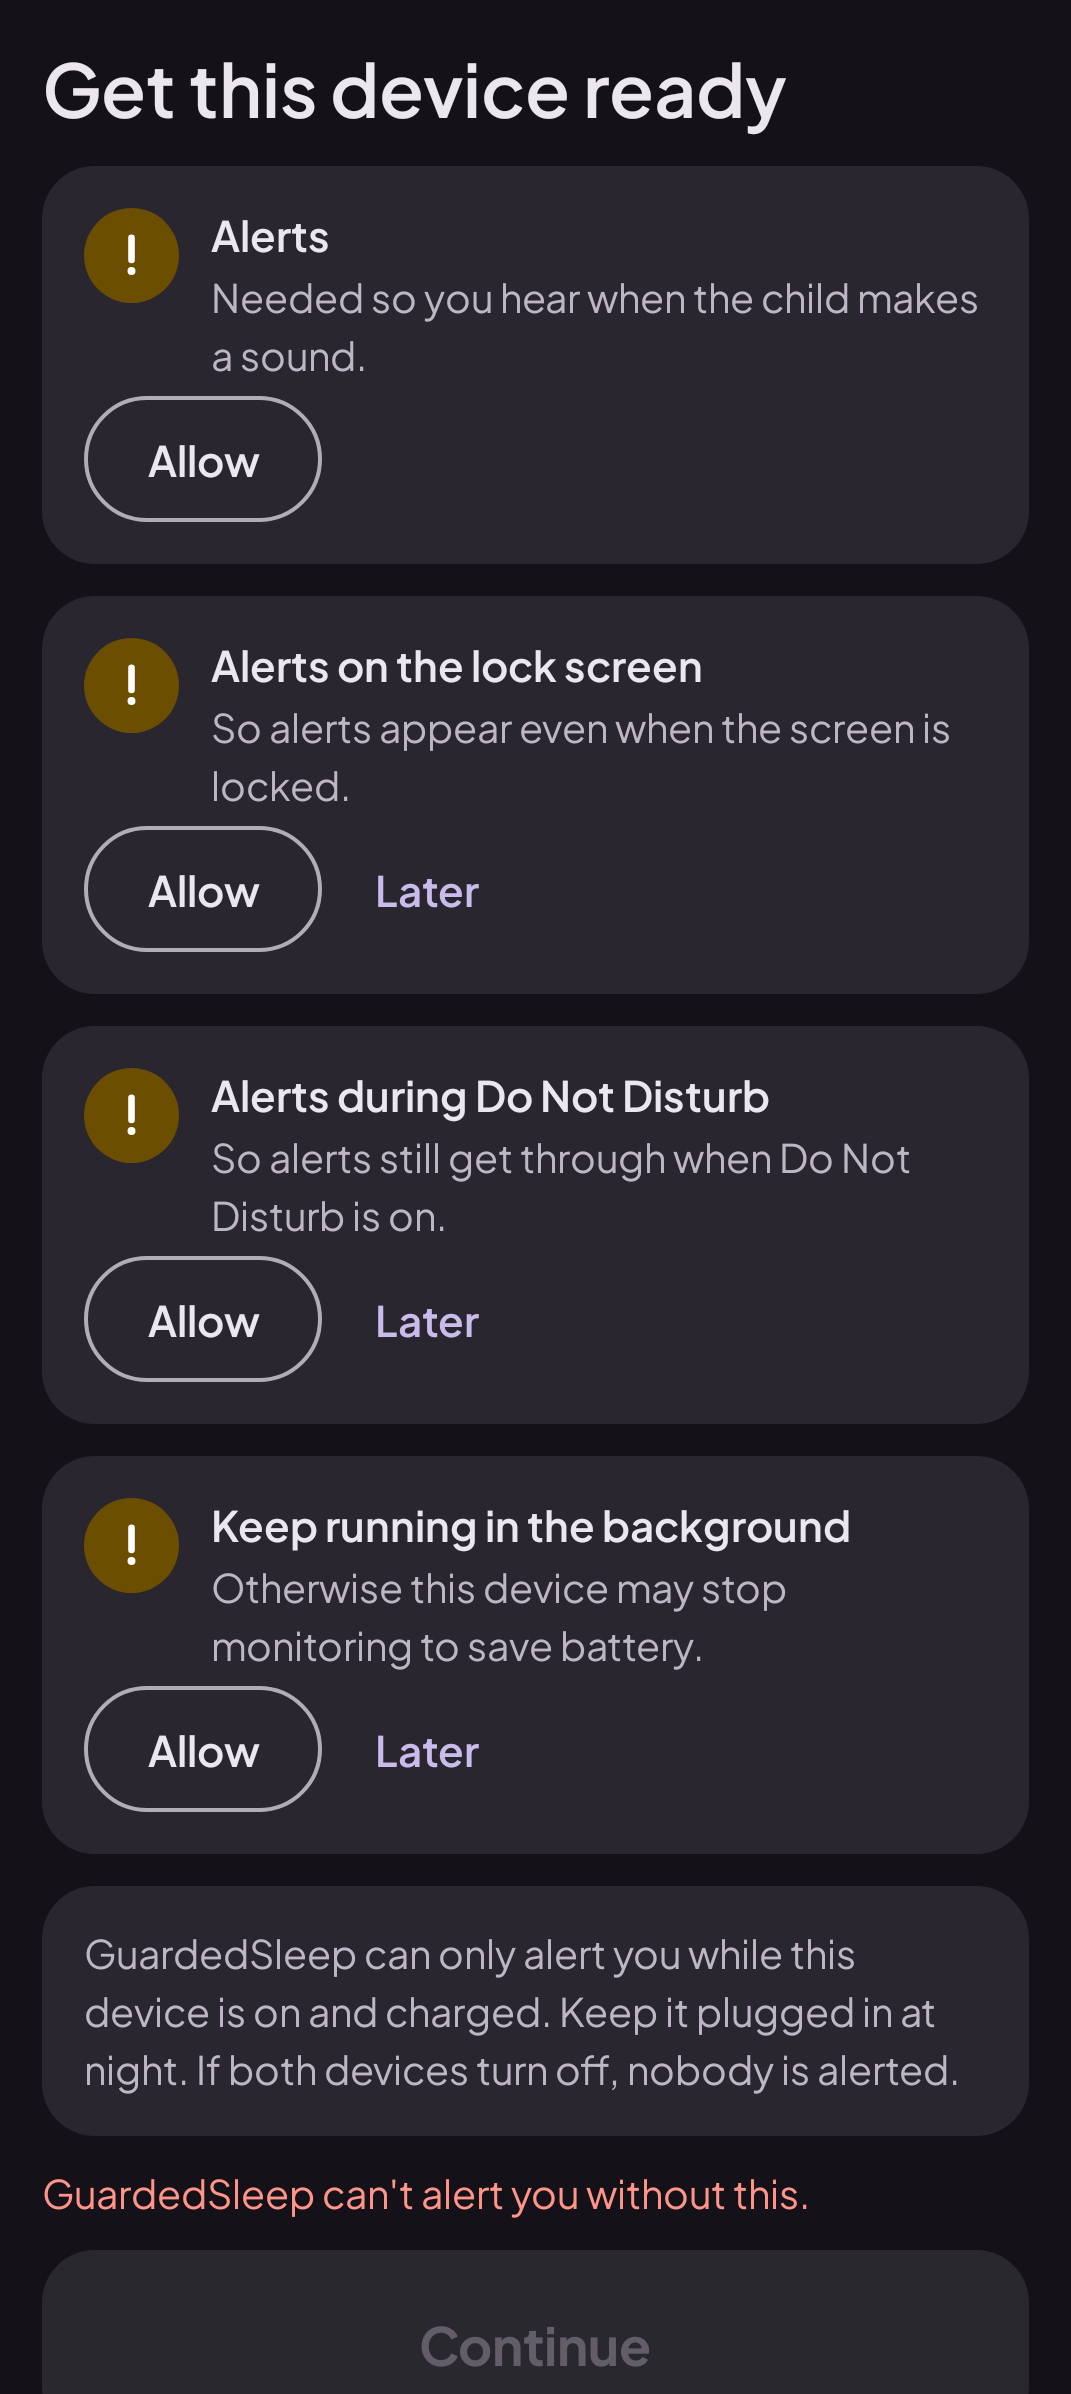 Get this device ready
!
Alerts
Needed so you hear when the child makes
a sound.
Allow
!
Alerts on the lock screen
So alerts appear even when the screen is
locked.
Allow
Later
!
Alerts during Do Not Disturb
So alerts still get through when Do Not
Disturb is on.
Allow
Later
!
Keep running in the background
Otherwise this device may stop
monitoring to save battery.
Allow
Later
GuardedSleep can only alert you while this
device is on and charged. Keep it plugged in at
night. If both devices turn off, nobody is alerted.
GuardedSleep can't alert you without this.
Continue